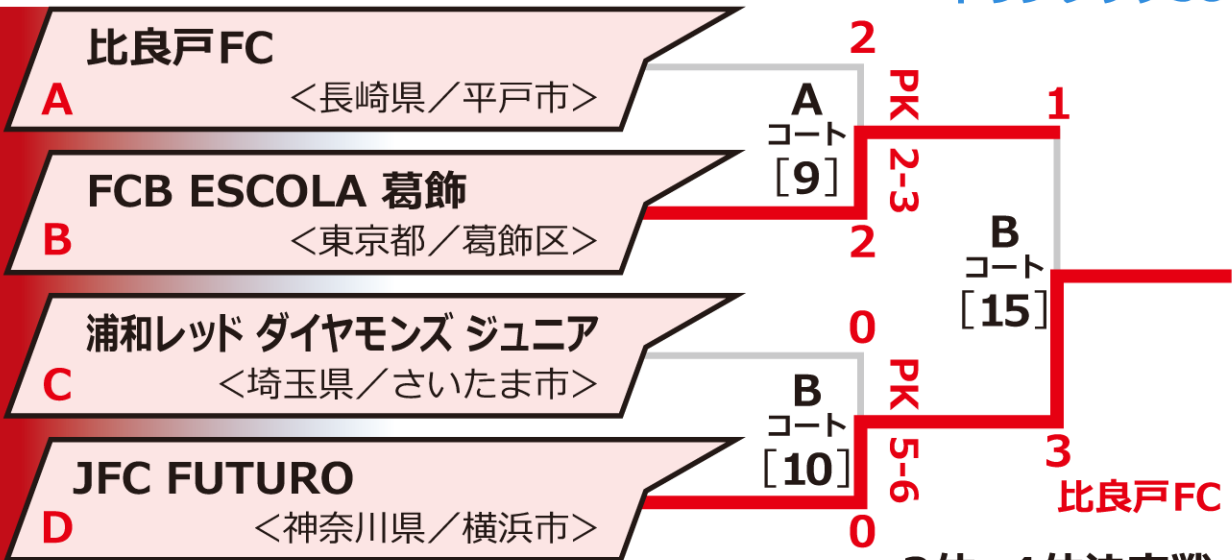 比良戸FC
A <長崎県／平戸市>
FCB ESCOLA 葛飾
B <東京都／葛飾区>
浦和レッド ダイヤモンズ ジュニア
C <埼玉県／さいたま市>
JFC FUTURO
D <神奈川県／横浜市>
2
A
コート
[9]
PK 2-3
2
0
B
コート
[10]
PK 5-6
0
1
B
コート
[15]
3
比良戸FC